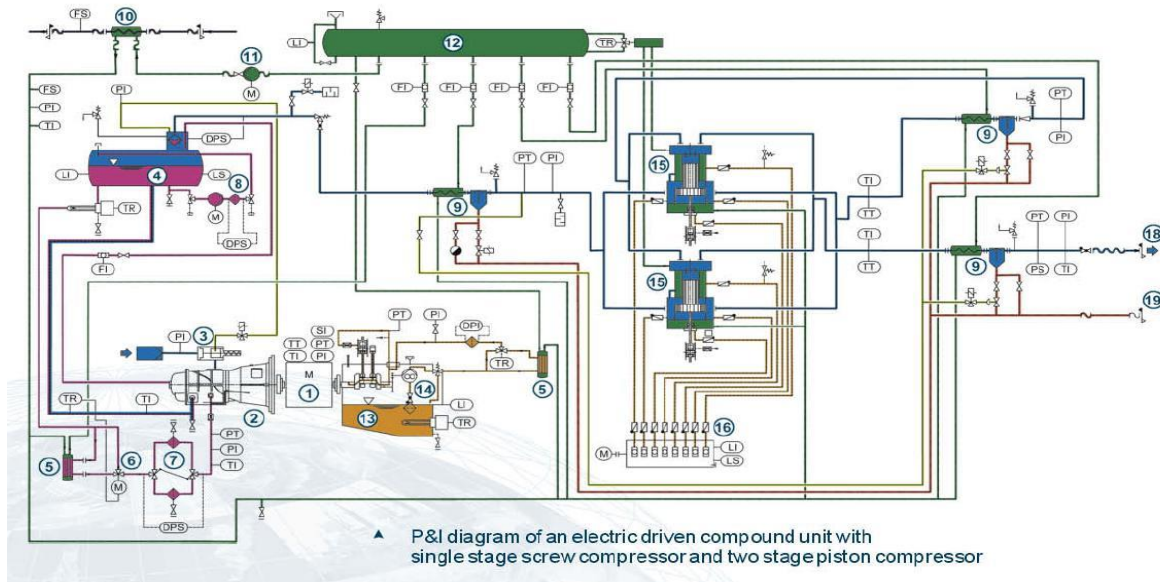 FS
10
11
M
LI
12
TR
FI
FI
FI
FI
FS
PI
TI
PI
DPS
LI
4
LS
8
M
TR
DPS
FI
9
PT
PI
15
15
9
PT
PI
TI
TT
TI
TT
9
PT
PI
PS
TI
18
19
PI
3
SI
PT
TT
PT
TI
PI
PI
DPI
TR
M
1
14
5
13
LI
TR
2
TR
TI
5
6
7
M
PT
PI
TI
DPS
16
M
LI
LS
P&I diagram of an electric driven compound unit with
single stage screw compressor and two stage piston compressor